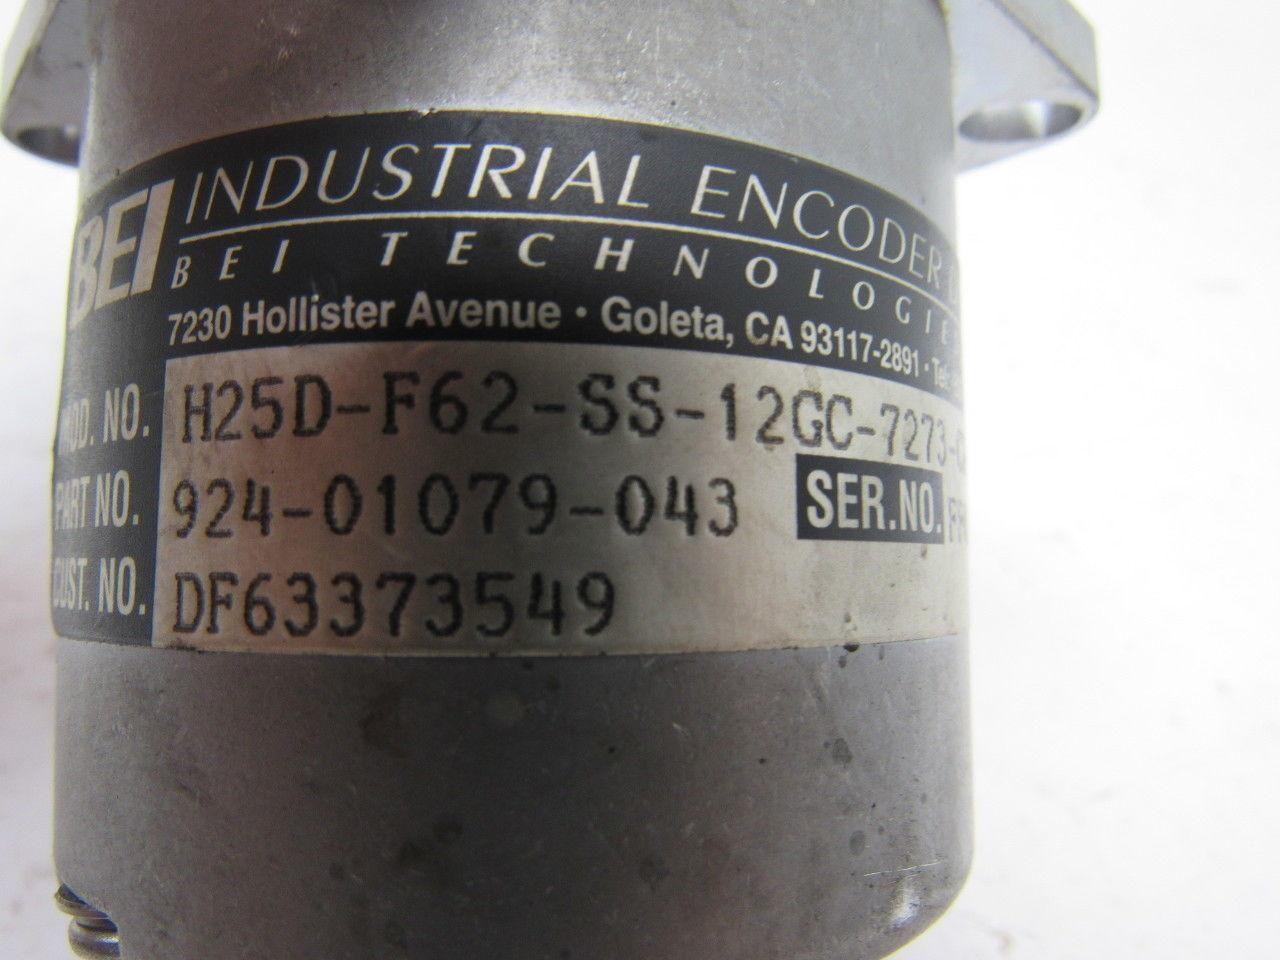 BEI INDUSTRIAL ENCODER
BEI TECHNOLOGIE
7230 Hollister Avenue · Goleta, CA 93117-2891 · Tel:
MOD. NO. H25D-F62-SS-12GC-7273-
PART NO. 924-01079-043 SER.NO.
CUST. NO. DF63373549